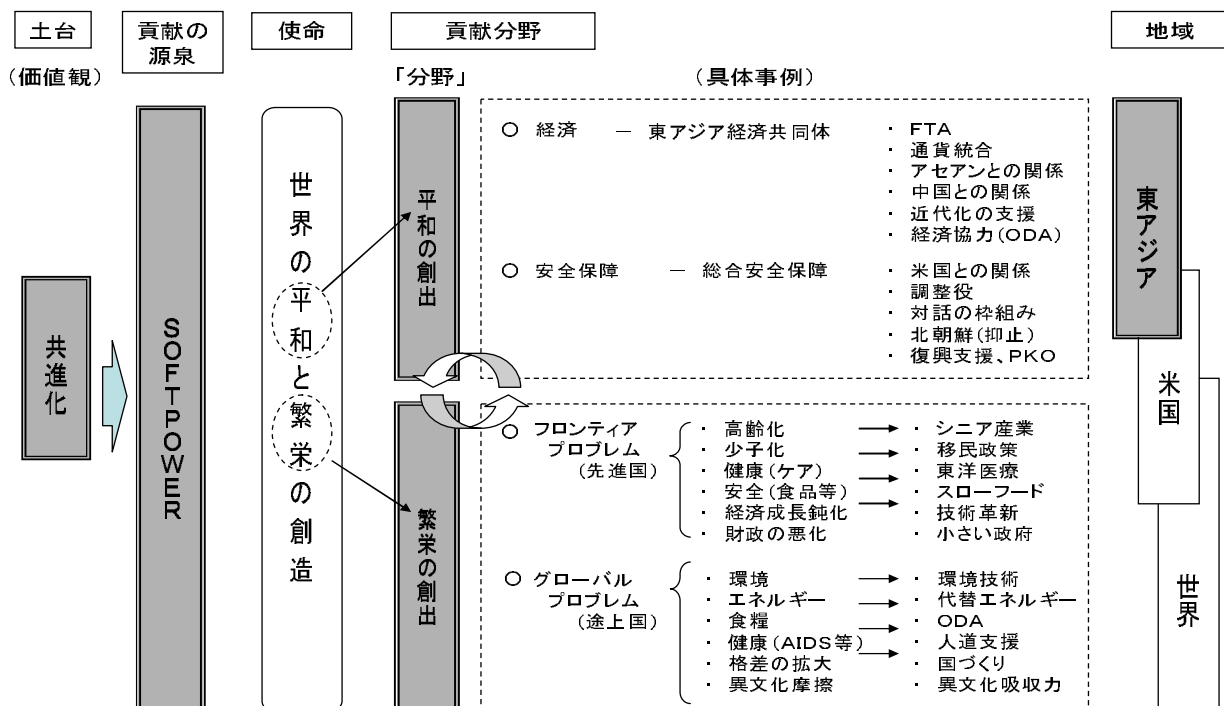 土台
貢献の
源泉
使命
貢献分野
地域
(価値観)
「分野」
(具体事例)
共進化
SOFTPOWER
世界の平和と繁栄の創造
平和の創出
○ 経済 － 東アジア経済共同体
・ FTA
・ 通貨統合
・ アセアンとの関係
・ 中国との関係
・ 近代化の支援
・ 経済協力(ODA)
○ 安全保障 － 総合安全保障
・ 米国との関係
・ 調整役
・ 対話の枠組み
・ 北朝鮮(抑止)
・ 復興支援、PKO
繁栄の創出
○ フロンティア
プロブレム
(先進国)
・ 高齢化
・ 少子化
・ 健康(ケア)
・ 安全(食品等)
・ 経済成長鈍化
・ 財政の悪化
・ シニア産業
・ 移民政策
・ 東洋医療
・ スローフード
・ 技術革新
・ 小さい政府
○ グローバル
プロブレム
(途上国)
・ 環境
・ エネルギー
・ 食糧
・ 健康(AIDS等)
・ 格差の拡大
・ 異文化摩擦
・ 環境技術
・ 代替エネルギー
・ ODA
・ 人道支援
・ 国づくり
・ 異文化吸収力
東アジア
米国
世界